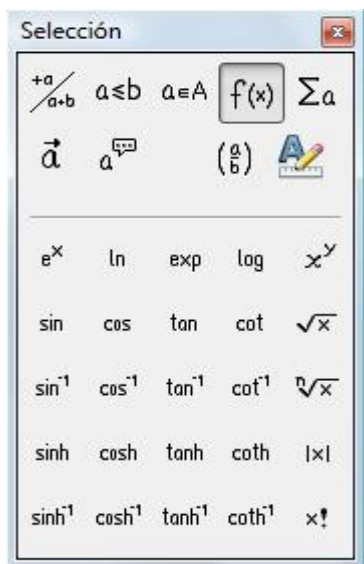 Selección
+a/a+b a≤b a∈A f(x) Σa
a⃗ a (a/b) A
eˣ ln exp log xʸ
sin cos tan cot √x
sin⁻¹ cos⁻¹ tan⁻¹ cot⁻¹ ⁿ√x
sinh cosh tanh coth |x|
sinh⁻¹ cosh⁻¹ tanh⁻¹ coth⁻¹ x!